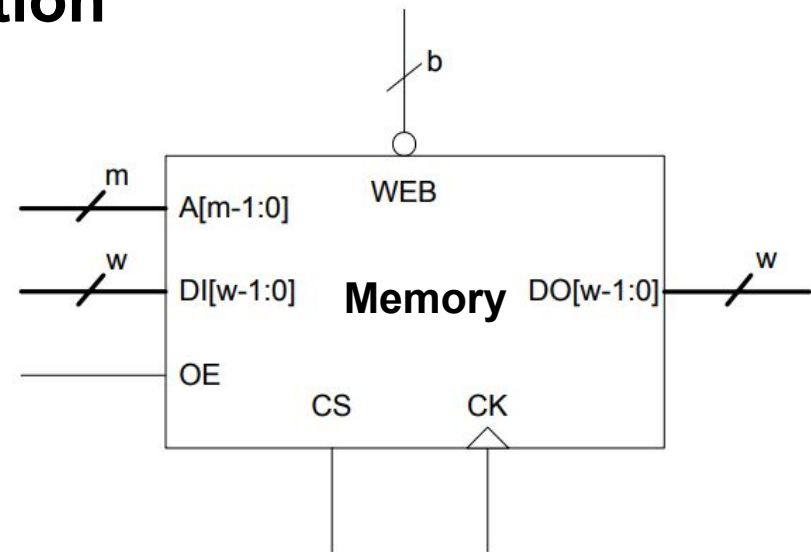 tion
b
m
WEB
A[m-1:0]
w
w
DI[w-1:0]
Memory
DO[w-1:0]
OE
CS
CK